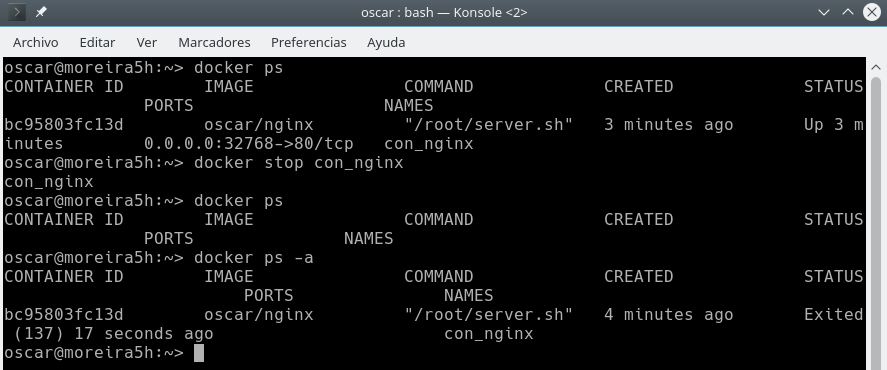 oscar : bash — Konsole <2>
Archivo Editar Ver Marcadores Preferencias Ayuda
oscar@moreira5h:~> docker ps
CONTAINER ID        IMAGE               COMMAND             CREATED             STATUS
              PORTS                   NAMES
bc95803fc13d        oscar/nginx         "/root/server.sh"   3 minutes ago       Up 3 m
inutes        0.0.0.0:32768->80/tcp   con_nginx
oscar@moreira5h:~> docker stop con_nginx
con_nginx
oscar@moreira5h:~> docker ps
CONTAINER ID        IMAGE               COMMAND             CREATED             STATUS
              PORTS               NAMES
oscar@moreira5h:~> docker ps -a
CONTAINER ID        IMAGE               COMMAND             CREATED             STATUS
                        PORTS               NAMES
bc95803fc13d        oscar/nginx         "/root/server.sh"   4 minutes ago       Exited
 (137) 17 seconds ago                       con_nginx
oscar@moreira5h:~>